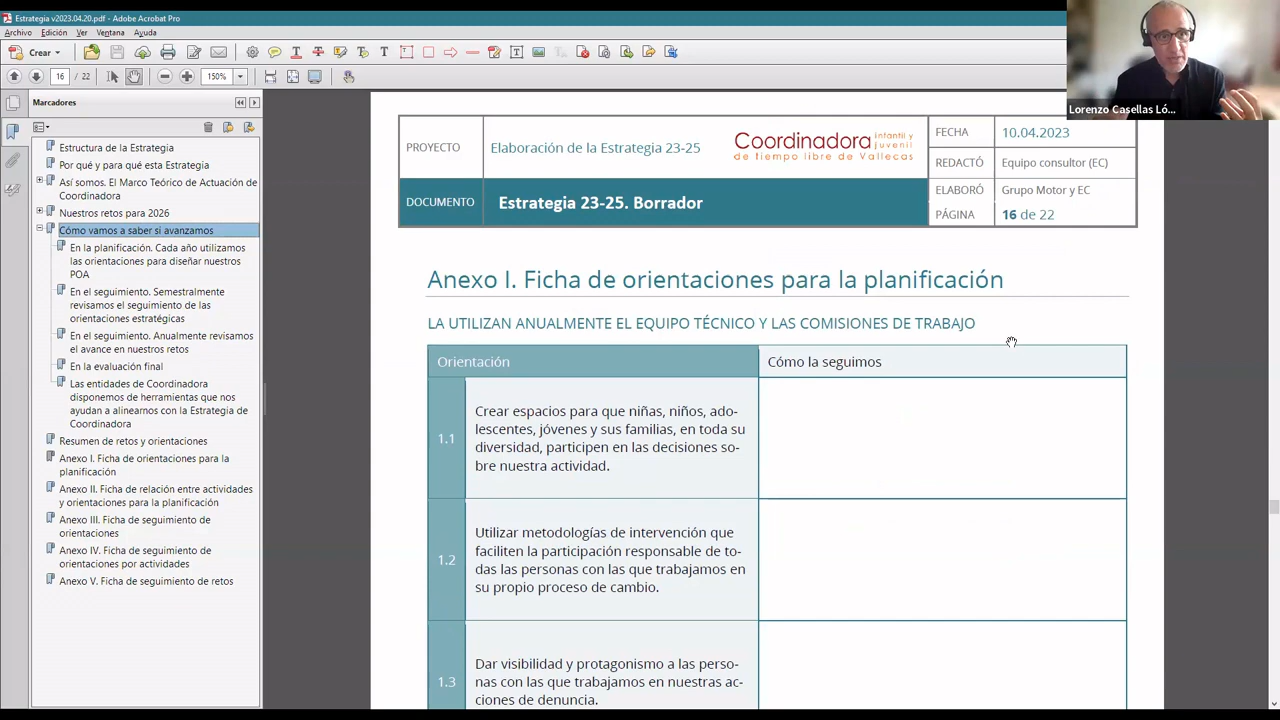 Estrategia v2023.04.20.pdf - Adobe Acrobat Pro
Archivo Edición Ver Ventana Ayuda
Crear
16 / 22 150%
Marcadores
Estructura de la Estrategia
Por qué y para qué esta Estrategia
Así somos. El Marco Teórico de Actuación de
Coordinadora
Nuestros retos para 2026
Cómo vamos a saber si avanzamos
En la planificación. Cada año utilizamos
las orientaciones para diseñar nuestros
POA
En el seguimiento. Semestralmente
revisamos el seguimiento de las
orientaciones estratégicas
En el seguimiento. Anualmente revisamos
el avance en nuestros retos
En la evaluación final
Las entidades de Coordinadora
disponemos de herramientas que nos
ayudan a alinearnos con la Estrategia de
Coordinadora
Resumen de retos y orientaciones
Anexo I. Ficha de orientaciones para la
planificación
Anexo II. Ficha de relación entre actividades
y orientaciones para la planificación
Anexo III. Ficha de seguimiento de
orientaciones
Anexo IV. Ficha de seguimiento de
orientaciones por actividades
Anexo V. Ficha de seguimiento de retos
Lorenzo Casellas Ló...
PROYECTO
Elaboración de la Estrategia 23-25
Coordinadora infantil y
juvenil
de tiempo libre de Vallecas
FECHA 10.04.2023
REDACTÓ Equipo consultor (EC)
DOCUMENTO
Estrategia 23-25. Borrador
ELABORÓ Grupo Motor y EC
PÁGINA 16 de 22
Anexo I. Ficha de orientaciones para la planificación
LA UTILIZAN ANUALMENTE EL EQUIPO TÉCNICO Y LAS COMISIONES DE TRABAJO
Orientación Cómo la seguimos
1.1
Crear espacios para que niñas, niños, ado-
lescentes, jóvenes y sus familias, en toda su
diversidad, participen en las decisiones so-
bre nuestra actividad.
1.2
Utilizar metodologías de intervención que
faciliten la participación responsable de to-
das las personas con las que trabajamos en
su propio proceso de cambio.
1.3
Dar visibilidad y protagonismo a las perso-
nas con las que trabajamos en nuestras ac-
ciones de denuncia.